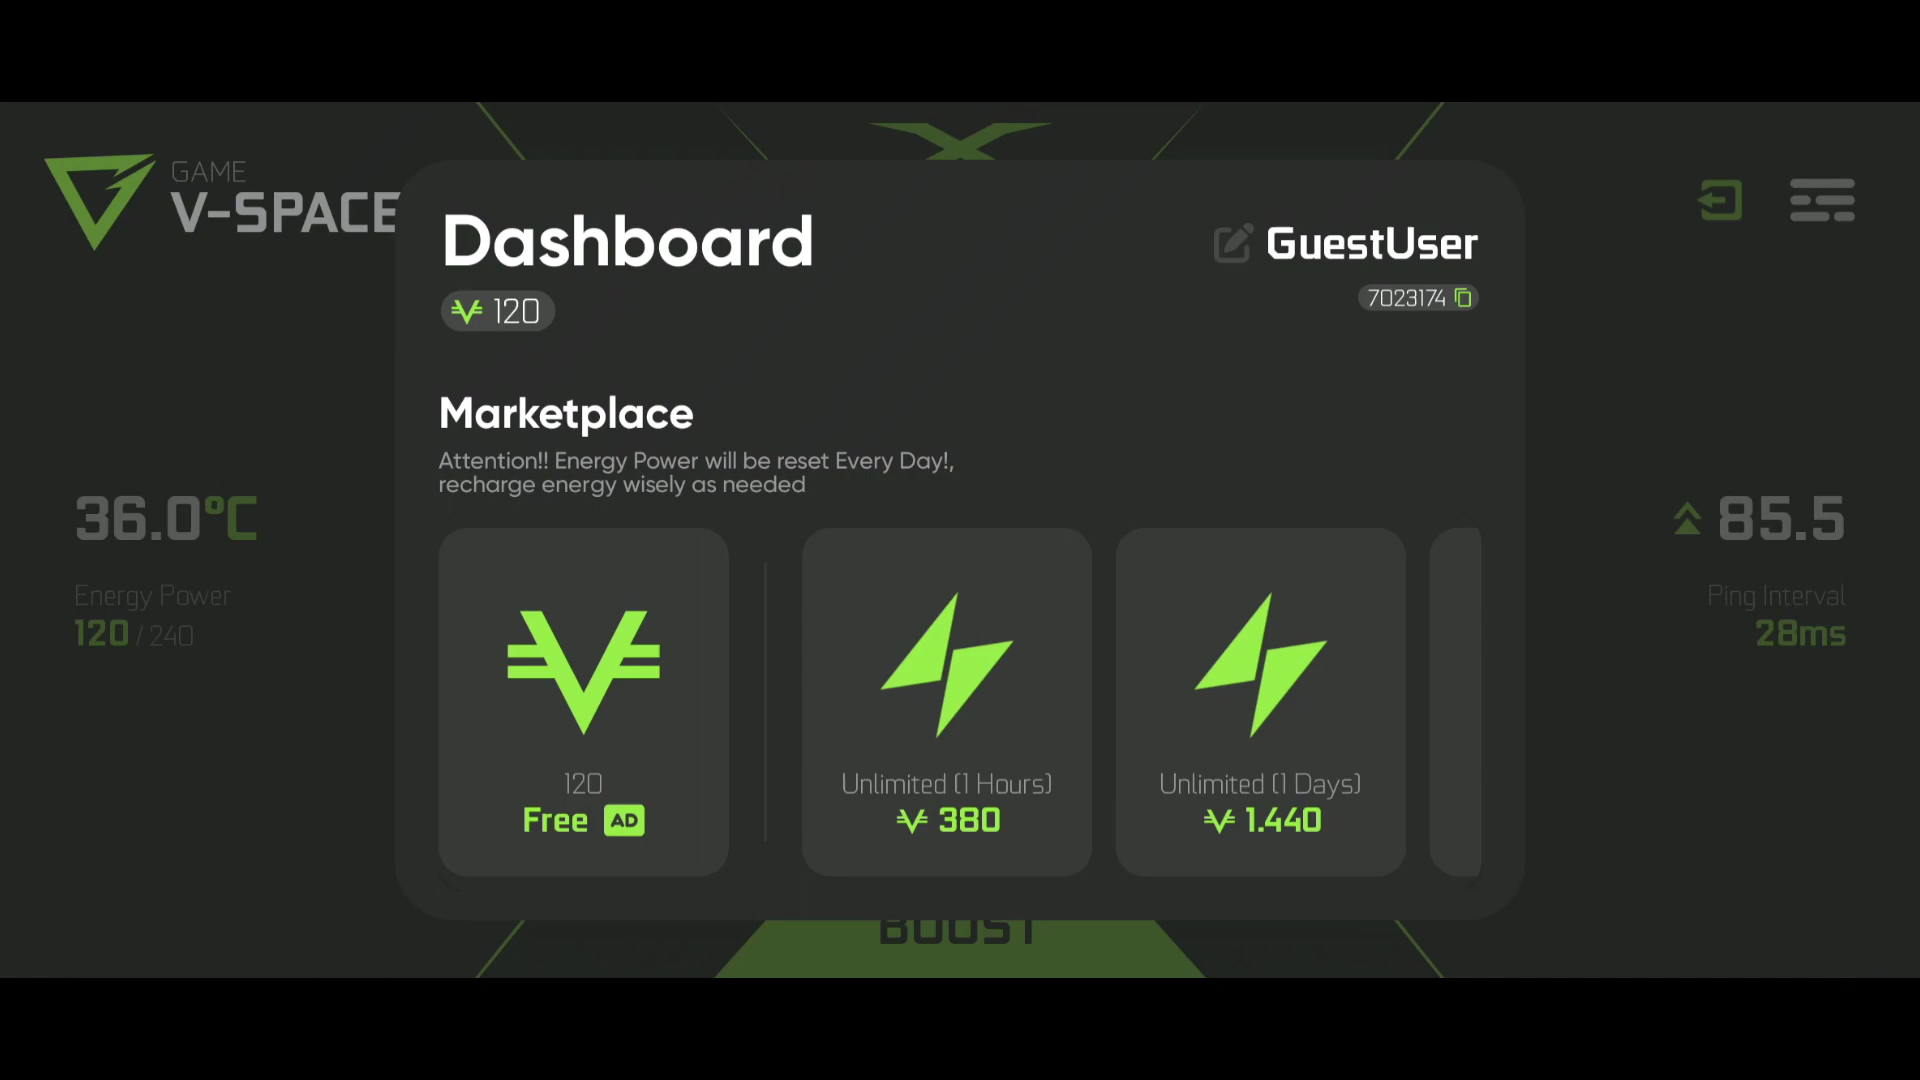 GAME
V-SPACE
Dashboard
120
GuestUser
7023174
Marketplace
Attention!! Energy Power will be reset Every Day!,
recharge energy wisely as needed
36.0°C
Energy Power
120 / 240
85.5
Ping Interval
28ms
120
Free AD
Unlimited (1 Hours)
380
Unlimited (1 Days)
1.440
BOOST